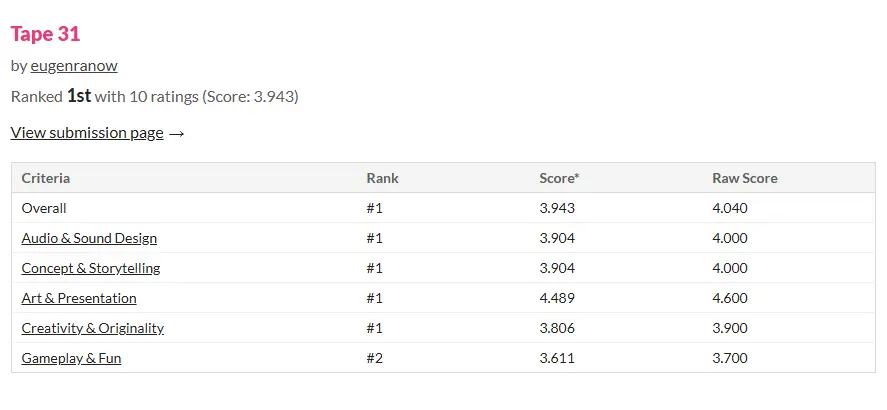 Tape 31
by eugenranow
Ranked 1st with 10 ratings (Score: 3.943)
View submission page →
Criteria Rank Score* Raw Score
Overall #1 3.943 4.040
Audio & Sound Design #1 3.904 4.000
Concept & Storytelling #1 3.904 4.000
Art & Presentation #1 4.489 4.600
Creativity & Originality #1 3.806 3.900
Gameplay & Fun #2 3.611 3.700